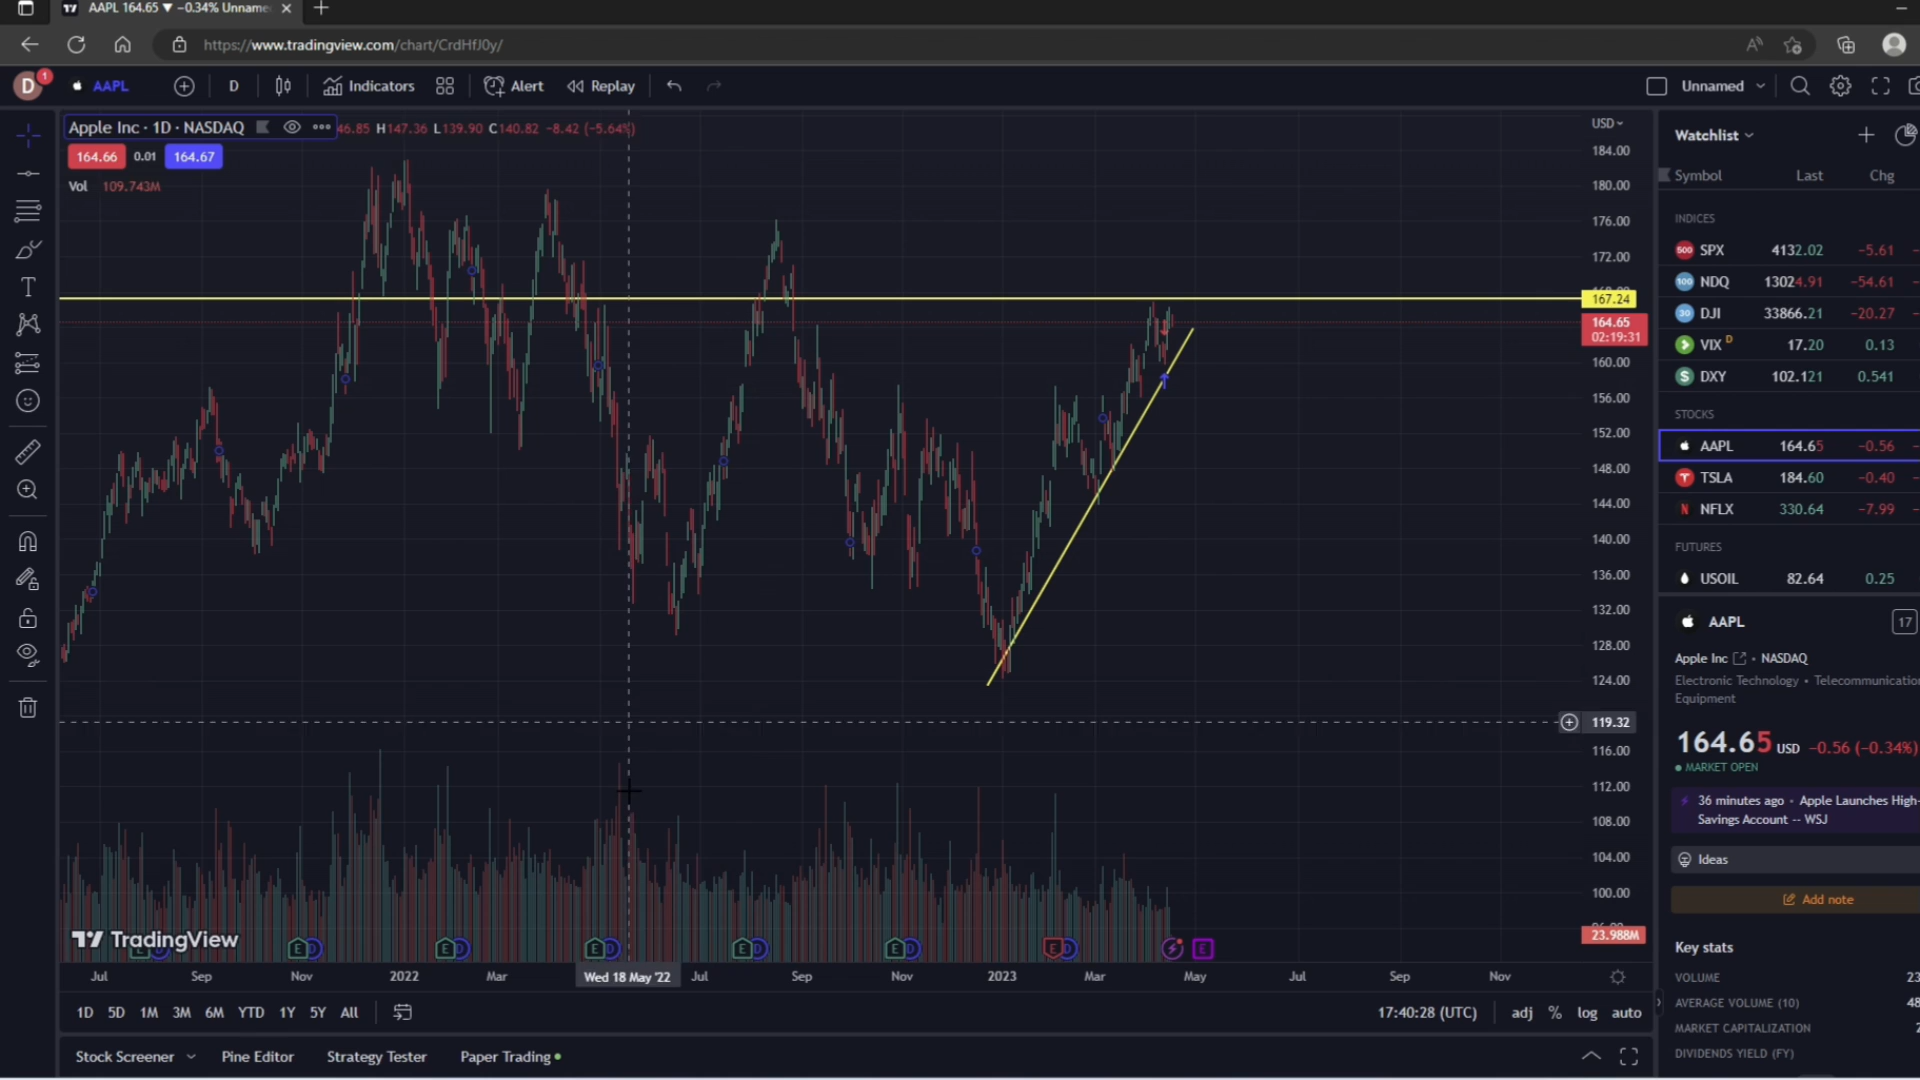 AAPL 164.65 ▼ −0.34% Unname
https://www.tradingview.com/chart/CrdHfJ0y/
D 1 AAPL D Indicators Alert Replay Unnamed
Apple Inc · 1D · NASDAQ 46.85 H147.36 L139.90 C140.82 −8.42 (−5.64%)
164.66 0.01 164.67
Vol 109.743M
USD
184.00
180.00
176.00
172.00
167.24
164.65
02:19:31
160.00
156.00
152.00
148.00
144.00
140.00
136.00
132.00
128.00
124.00
119.32
116.00
112.00
108.00
104.00
100.00
23.988M
TradingView
E D E D E D E D E D E D E
Jul Sep Nov 2022 Mar Wed 18 May '22 Jul Sep Nov 2023 Mar May Jul Sep Nov
1D 5D 1M 3M 6M YTD 1Y 5Y All 17:40:28 (UTC) adj % log auto
Stock Screener Pine Editor Strategy Tester Paper Trading
Watchlist
Symbol Last Chg
INDICES
500 SPX 4132.02 −5.61
100 NDQ 13024.91 −54.61
30 DJI 33866.21 −20.27
VIX D 17.20 0.13
$ DXY 102.121 0.541
STOCKS
AAPL 164.65 −0.56
TSLA 184.60 −0.40
N NFLX 330.64 −7.99
FUTURES
USOIL 82.64 0.25
AAPL 17
Apple Inc • NASDAQ
Electronic Technology • Telecommunication
Equipment
164.65 USD −0.56 (−0.34%)
MARKET OPEN
36 minutes ago • Apple Launches High-
Savings Account -- WSJ
Ideas
Add note
Key stats
VOLUME 23
AVERAGE VOLUME (10) 48
MARKET CAPITALIZATION
DIVIDENDS YIELD (FY)